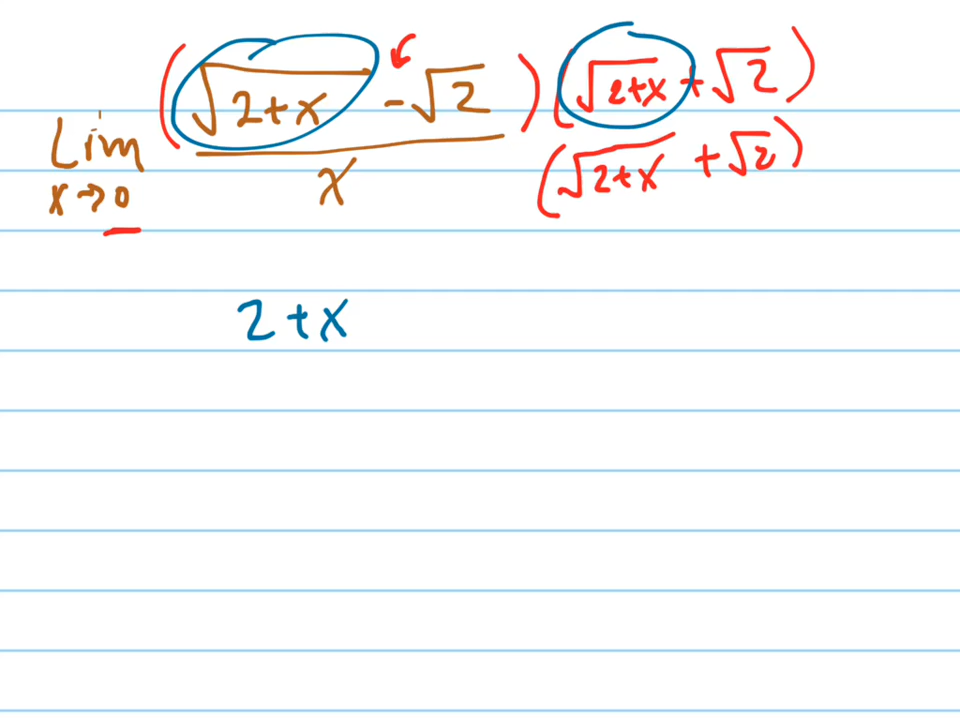 Lim x→0 (√(2+x) - √2)(√(2+x) + √2)
x (√(2+x) + √2)
2+x